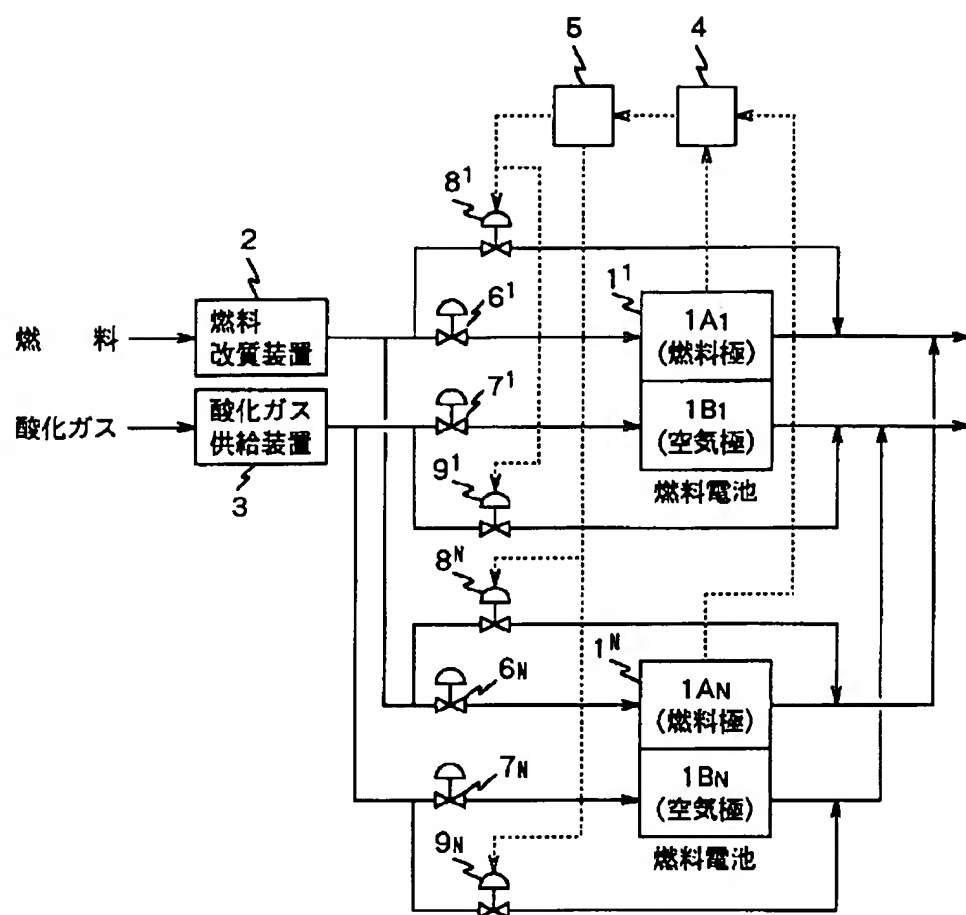 5
4
8¹
2
6¹
1¹
燃料
改質装置
1A₁
(燃料極)
燃 料
7¹
酸化ガス
酸化ガス
供給装置
1B₁
(空気極)
3
9¹
燃料電池
8ᴺ
1ᴺ
6N
1AN
(燃料極)
7N
1BN
(空気極)
9N
燃料電池